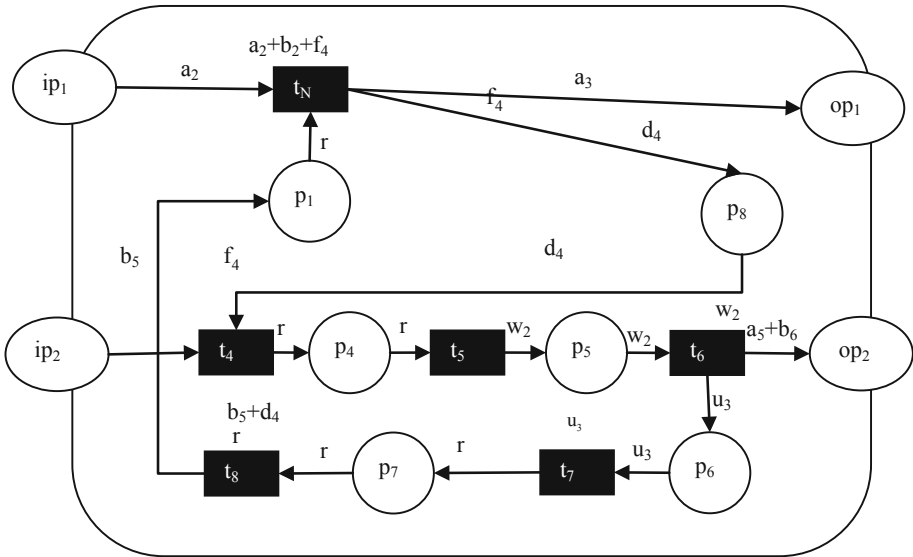 a₂+b₂+f₄
ip₁ a₂ t_N f₄ a₃ op₁
d₄
r
p₁ p₈
b₅ f₄ d₄
w₂
ip₂ t₄ r p₄ r t₅ w₂ p₅ w₂ t₆ a₅+b₆ op₂
u₃
b₅+d₄ u₃
r
t₈ r p₇ r t₇ u₃ p₆